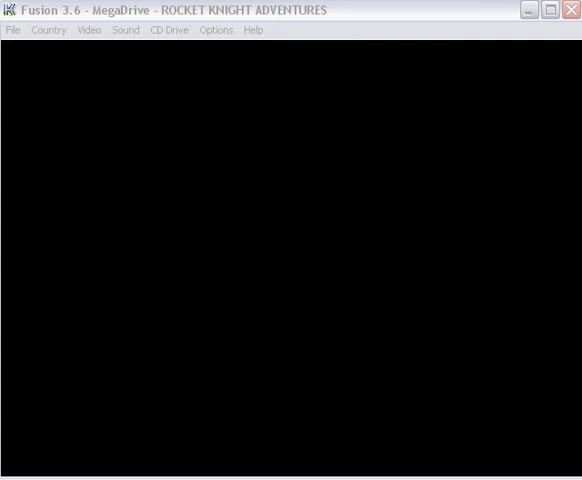 Fusion 3.6 - MegaDrive - ROCKET KNIGHT ADVENTURES
File Country Video Sound CD Drive Options Help